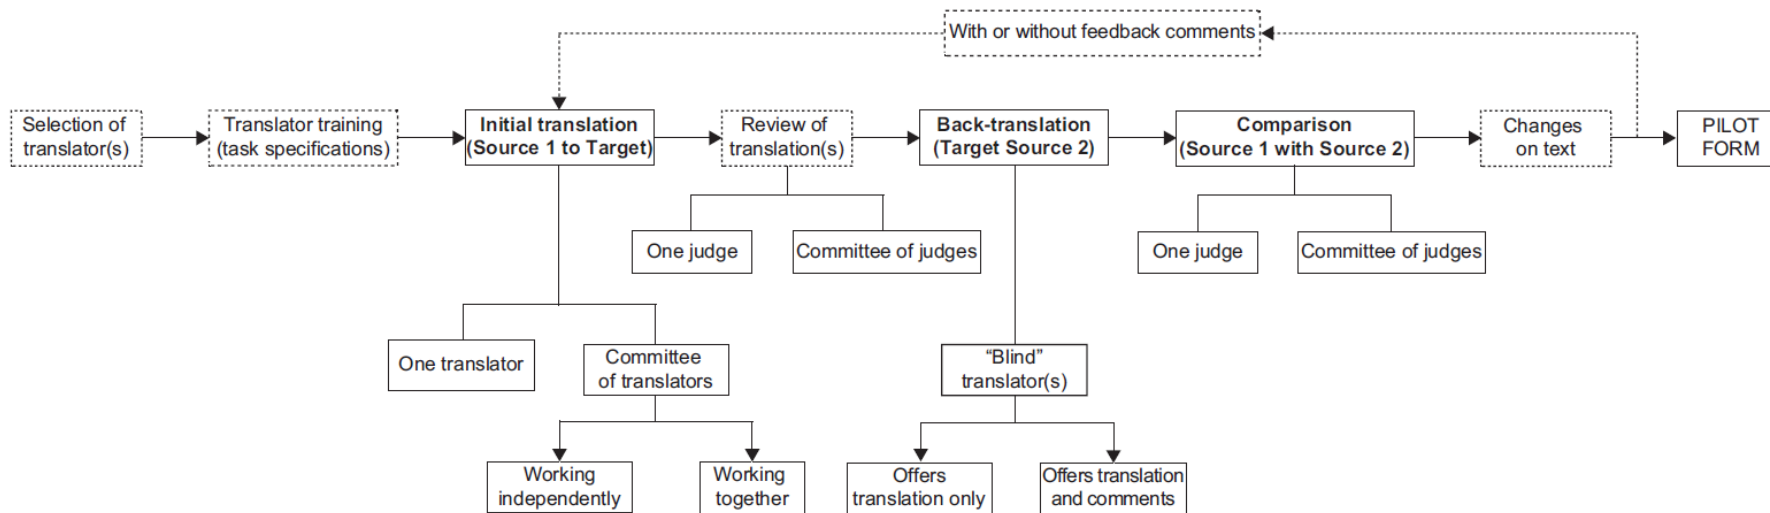 With or without feedback comments
Selection of
translator(s)
Translator training
(task specifications)
Initial translation
(Source 1 to Target)
Review of
translation(s)
Back-translation
(Target Source 2)
Comparison
(Source 1 with Source 2)
Changes
on text
PILOT
FORM
One judge
Committee of judges
One judge
Committee of judges
One translator
Committee
of translators
“Blind”
translator(s)
Working
independently
Working
together
Offers
translation only
Offers translation
and comments